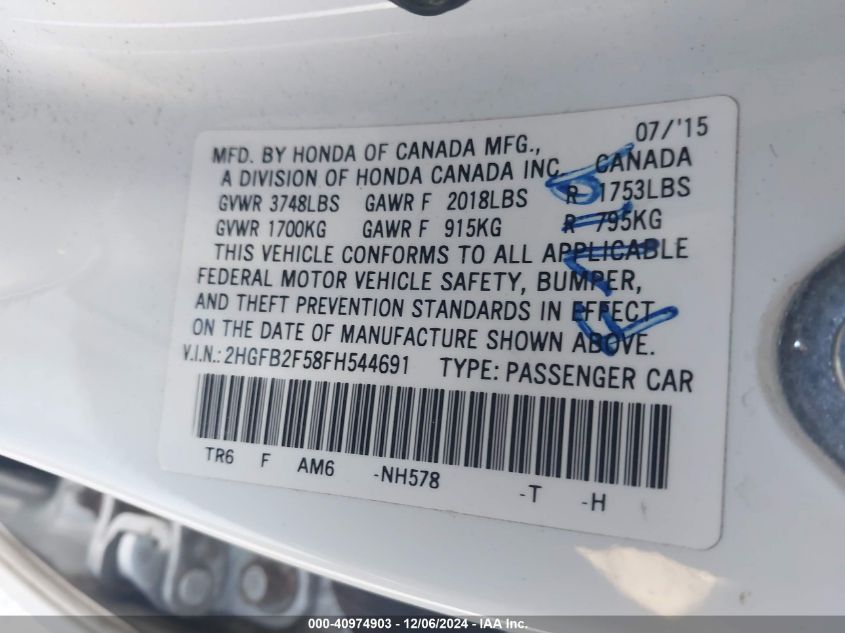 07/'15
MFD. BY HONDA OF CANADA MFG., CANADA
A DIVISION OF HONDA CANADA INC.
GVWR 3748LBS GAWR F 2018LBS R 1753LBS
GVWR 1700KG GAWR F 915KG R 795KG
THIS VEHICLE CONFORMS TO ALL APPLICABLE
FEDERAL MOTOR VEHICLE SAFETY, BUMPER,
AND THEFT PREVENTION STANDARDS IN EFFECT
ON THE DATE OF MANUFACTURE SHOWN ABOVE.
V.I.N.: 2HGFB2F58FH544691 TYPE: PASSENGER CAR
TR6 F AM6 -NH578 -T -H
000-40974903 - 12/06/2024 - IAA Inc.